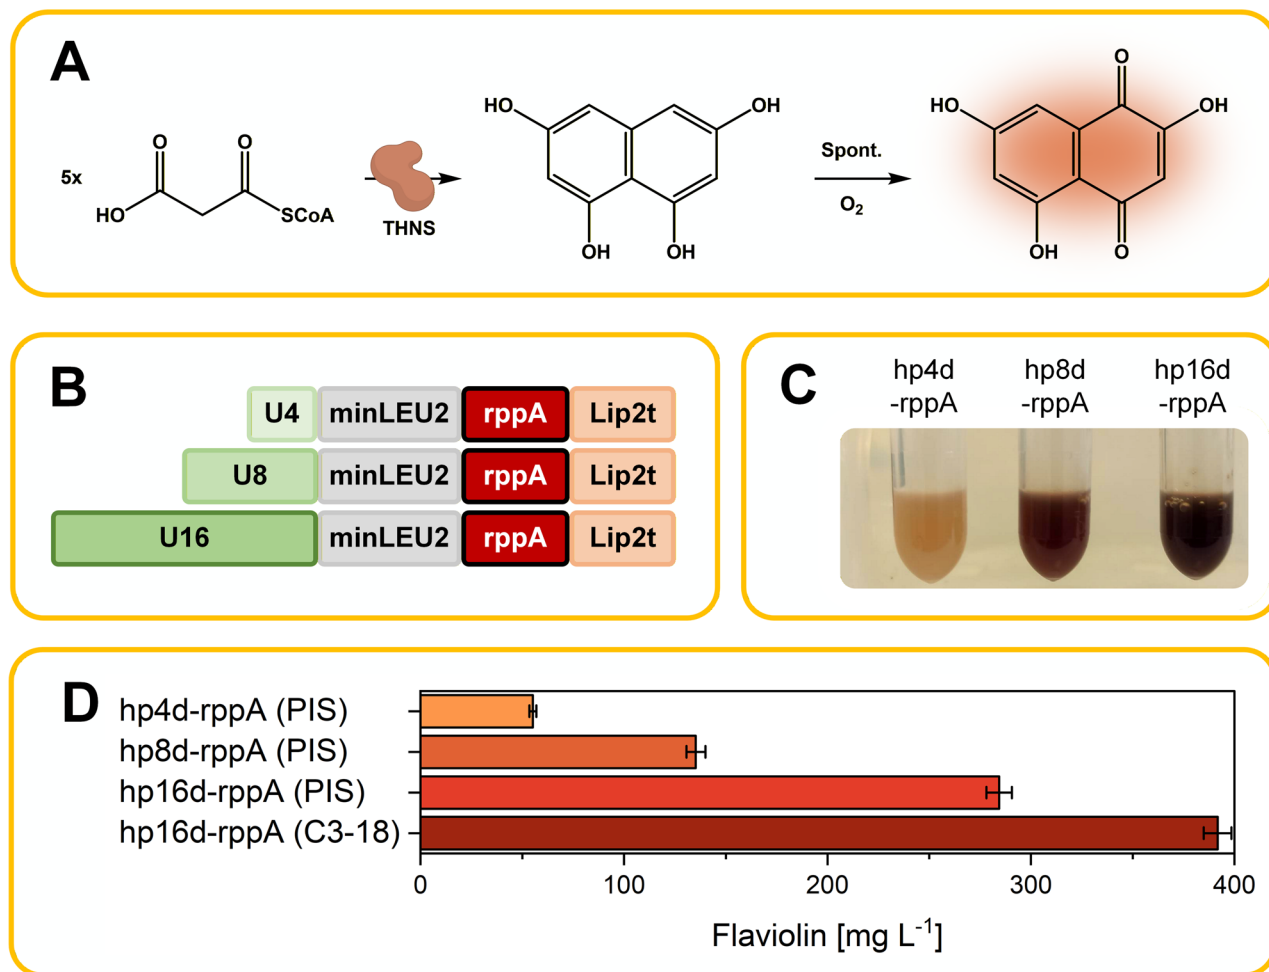 A
5x
O
O
HO
SCoA
THNS
HO
OH
OH
OH
Spont.
O2
O
HO
OH
OH
O
B
U4 minLEU2 rppA Lip2t
U8 minLEU2 rppA Lip2t
U16 minLEU2 rppA Lip2t
C
hp4d
-rppA
hp8d
-rppA
hp16d
-rppA
D
hp4d-rppA (PIS)
hp8d-rppA (PIS)
hp16d-rppA (PIS)
hp16d-rppA (C3-18)
0 100 200 300 400
Flaviolin [mg L-1]